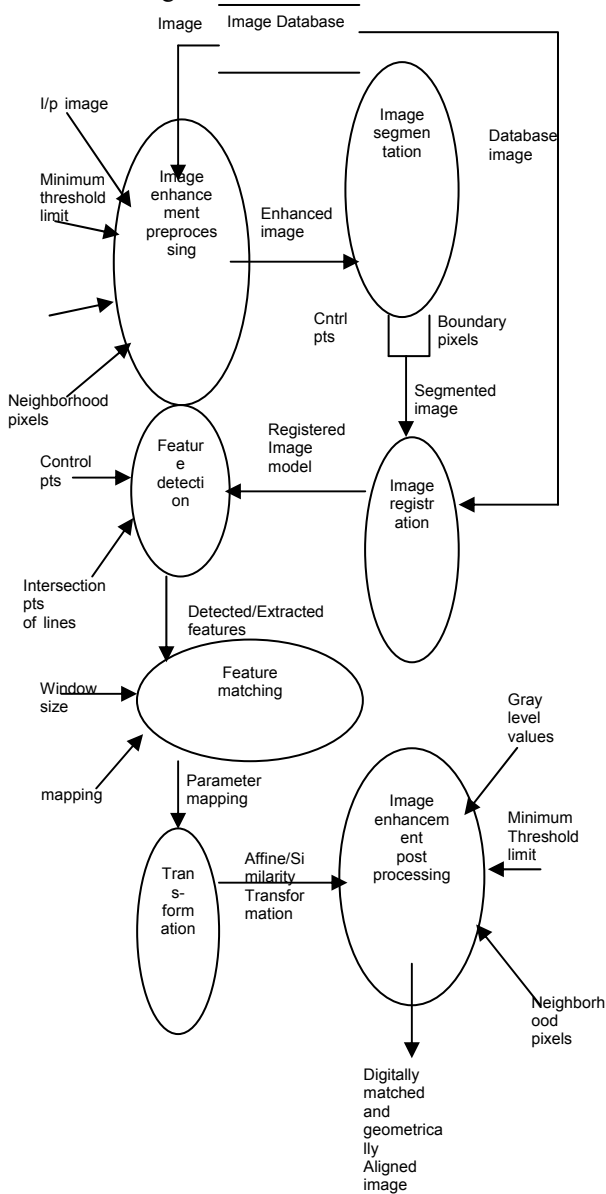 Image
Image Database
I/p image
Image
segmen
tation
Database
image
Minimum
threshold
limit
Image
enhance
ment
preproces
sing
Enhanced
image
Cntrl
pts
Boundary
pixels
Neighborhood
pixels
Segmented
image
Registered
Image
model
Featur
e
detecti
on
Control
pts
Image
registr
ation
Intersection
pts
of lines
Detected/Extracted
features
Feature
matching
Window
size
Gray
level
values
mapping
Parameter
mapping
Image
enhancem
ent
post
processing
Minimum
Threshold
limit
Tran
s-
form
ation
Affine/Si
milarity
Transfor
mation
Neighborh
ood
pixels
Digitally
matched
and
geometrica
lly
Aligned
image